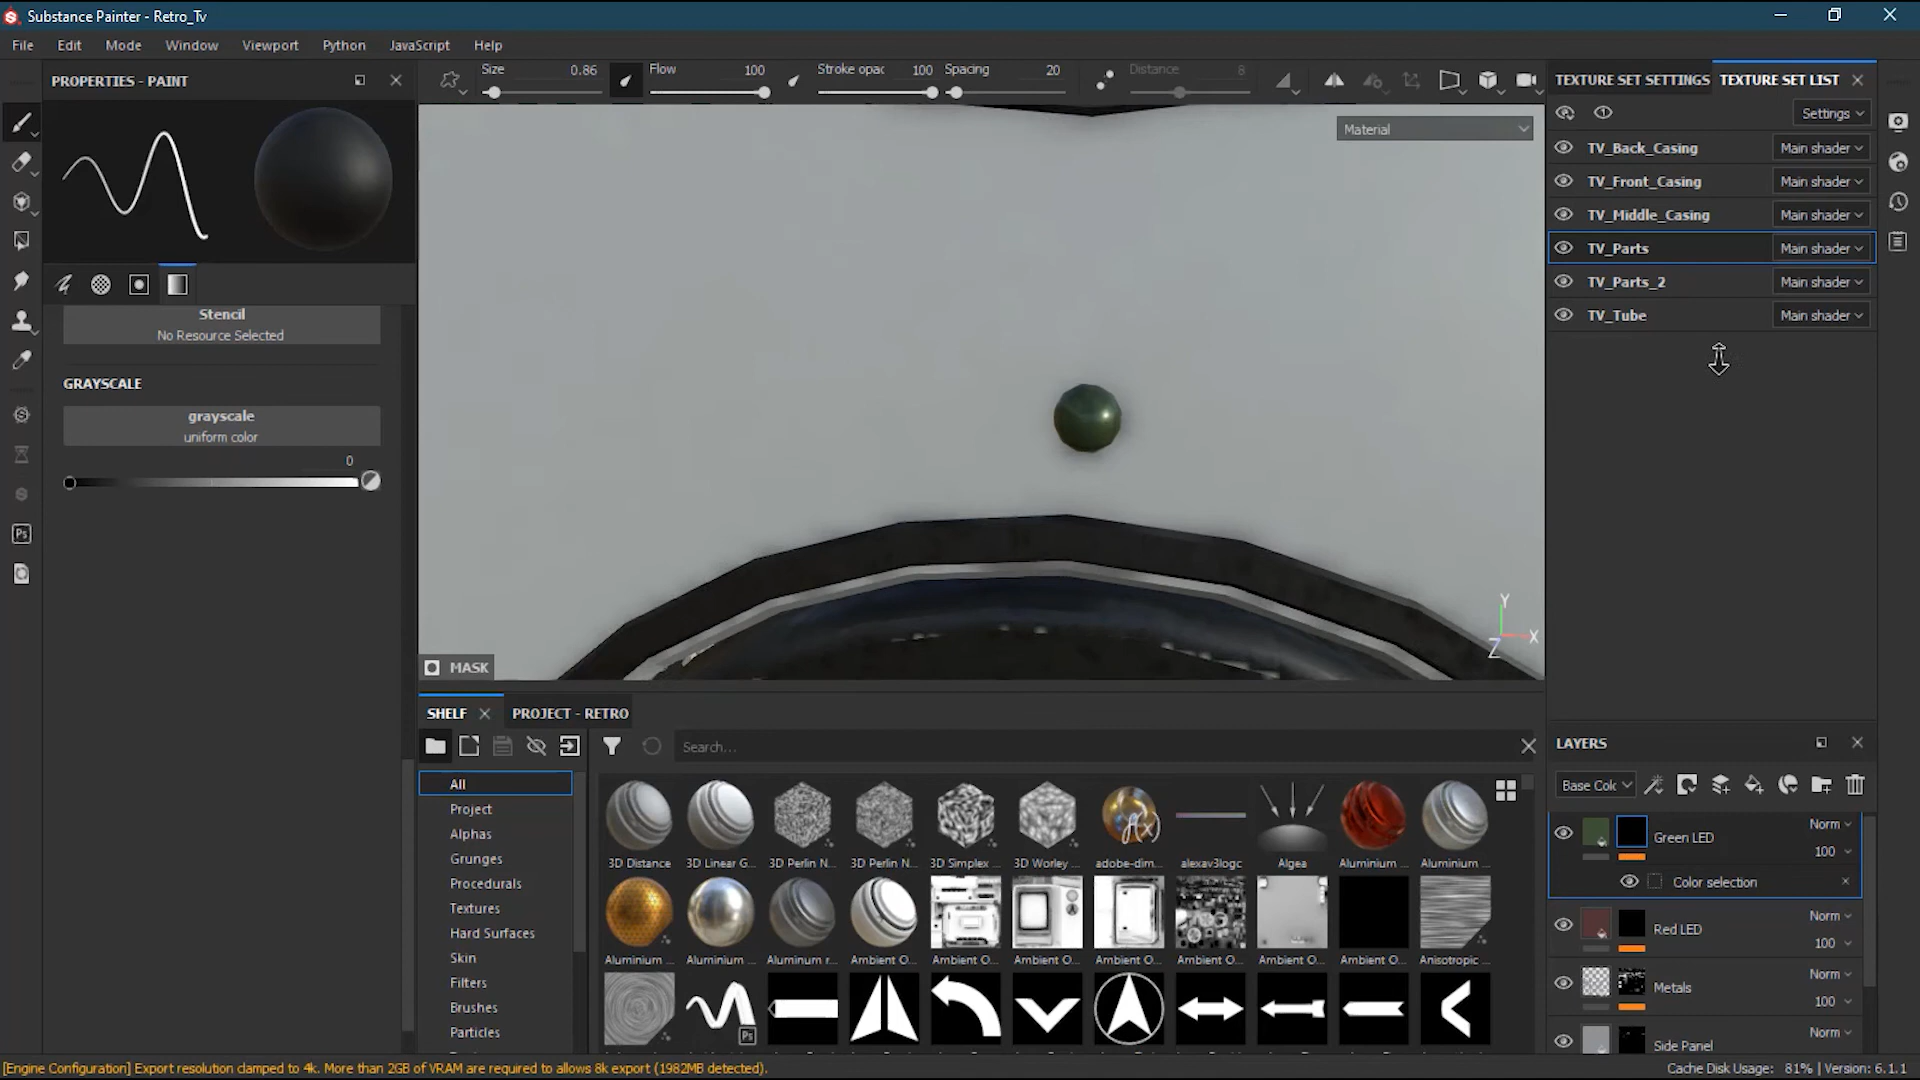 Substance Painter - Retro_Tv
File Edit Mode Window Viewport Python JavaScript Help
PROPERTIES - PAINT
Size 0.86 Flow 100 Stroke opac 100 Spacing 20 Distance 8
TEXTURE SET SETTINGS TEXTURE SET LIST
Settings
Material
TV_Back_Casing Main shader
TV_Front_Casing Main shader
TV_Middle_Casing Main shader
TV_Parts Main shader
TV_Parts_2 Main shader
TV_Tube Main shader
Stencil
No Resource Selected
GRAYSCALE
grayscale
uniform color
0
Ps
Y
X
Z
MASK
SHELF PROJECT - RETRO
Search...
All
Project
Alphas
Grunges
Procedurals
Textures
Hard Surfaces
Skin
Filters
Brushes
Particles
3D Distance 3D Linear G... 3D Perlin N... 3D Perlin N... 3D Simplex ... 3D Worley ... adobe-dim... alexav3logc Algea Aluminium ... Aluminium ...
Aluminium ... Aluminium ... Aluminum r... Ambient O... Ambient O... Ambient O... Ambient O... Ambient O... Ambient O... Ambient O... Anisotropic ...
Ps
LAYERS
Base Colo
Green LED Norm 100
Color selection
Red LED Norm 100
Metals Norm 100
Side Panel Norm
[Engine Configuration] Export resolution clamped to 4k. More than 2GB of VRAM are required to allows 8k export (1982MB detected).
Cache Disk Usage: 81% | Version: 6.1.1